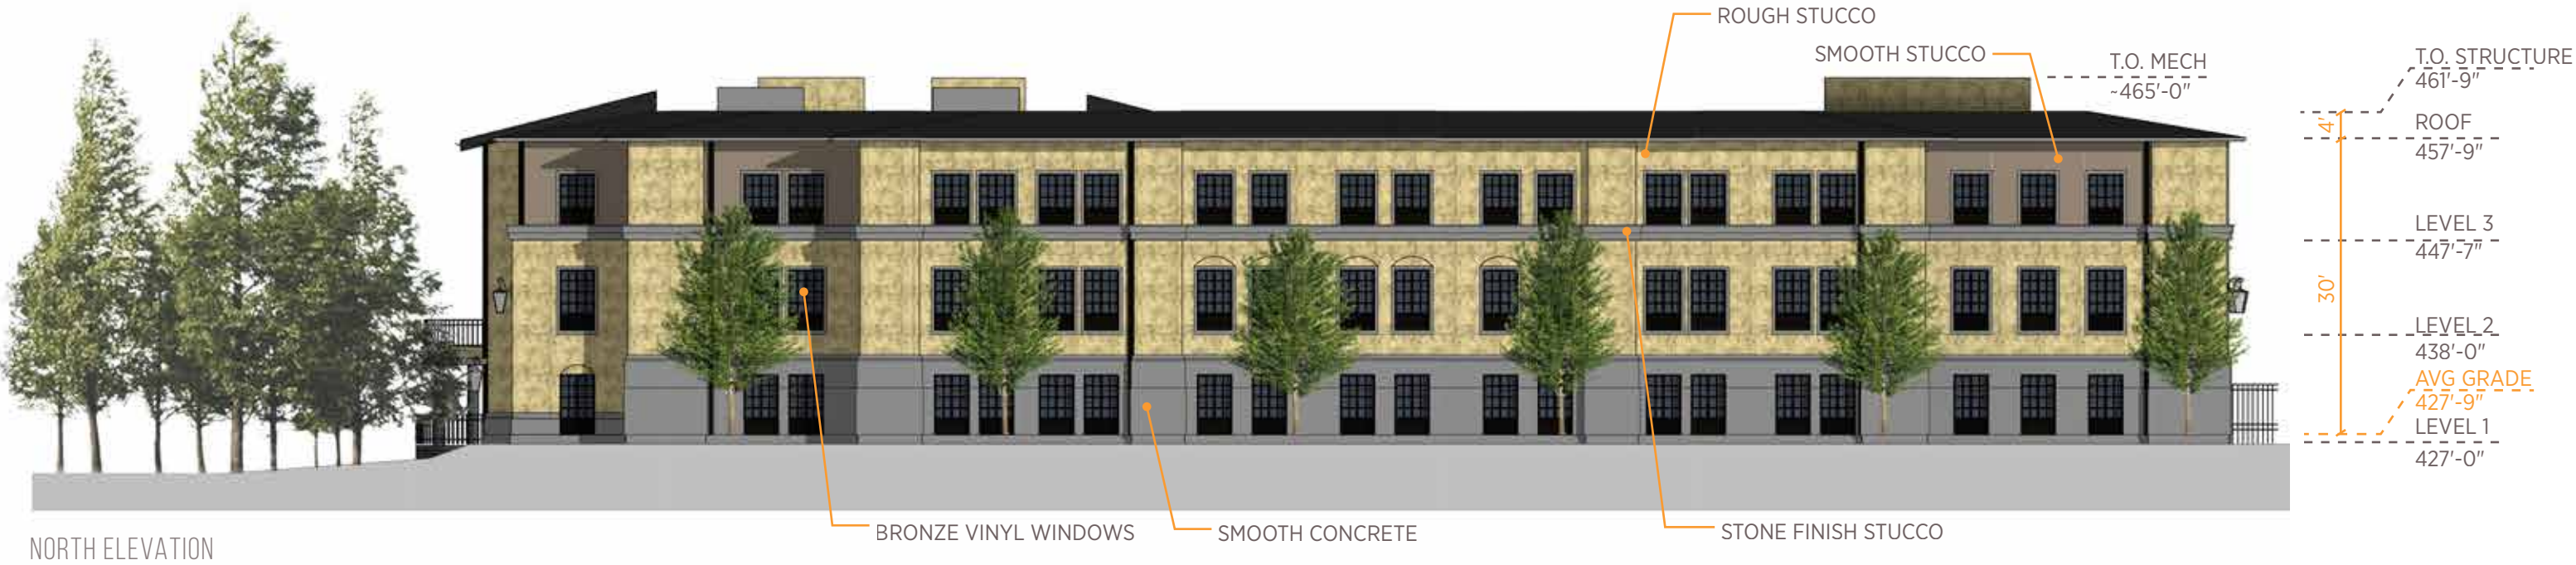 ROUGH STUCCO
SMOOTH STUCCO
T.O. MECH
~465'-0"
T.O. STRUCTURE
461'-9"
4'
ROOF
457'-9"
LEVEL 3
447'-7"
30'
LEVEL 2
438'-0"
AVG GRADE
427'-9"
LEVEL 1
427'-0"
BRONZE VINYL WINDOWS
SMOOTH CONCRETE
STONE FINISH STUCCO
NORTH ELEVATION